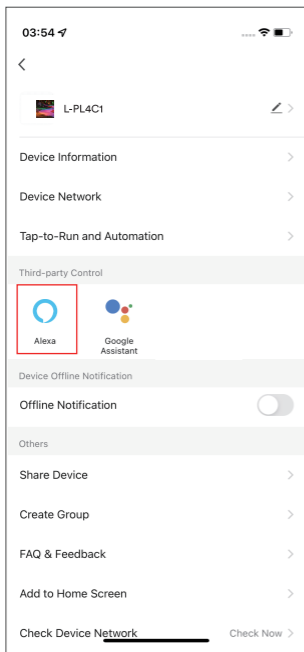 03:54
L-PL4C1
Device Information
Device Network
Tap-to-Run and Automation
Third-party Control
Alexa
Google
Assistant
Device Offline Notification
Offline Notification
Others
Share Device
Create Group
FAQ & Feedback
Add to Home Screen
Check Device Network Check Now